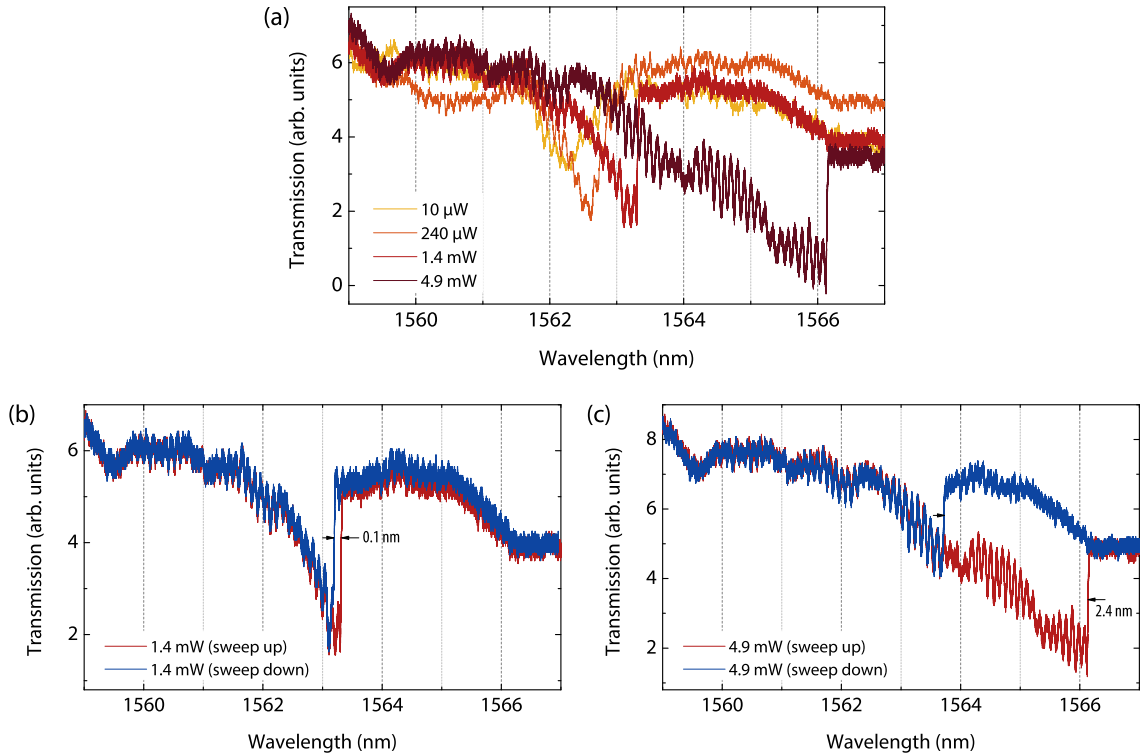 (a)
Transmission (arb. units)
6
4
2
0
10 μW
240 μW
1.4 mW
4.9 mW
1560
1562
1564
1566
Wavelength (nm)
(b)
Transmission (arb. units)
6
4
2
0.1 nm
1.4 mW (sweep up)
1.4 mW (sweep down)
1560
1562
1564
1566
Wavelength (nm)
(c)
Transmission (arb. units)
8
6
4
2
2.4 nm
4.9 mW (sweep up)
4.9 mW (sweep down)
1560
1562
1564
1566
Wavelength (nm)